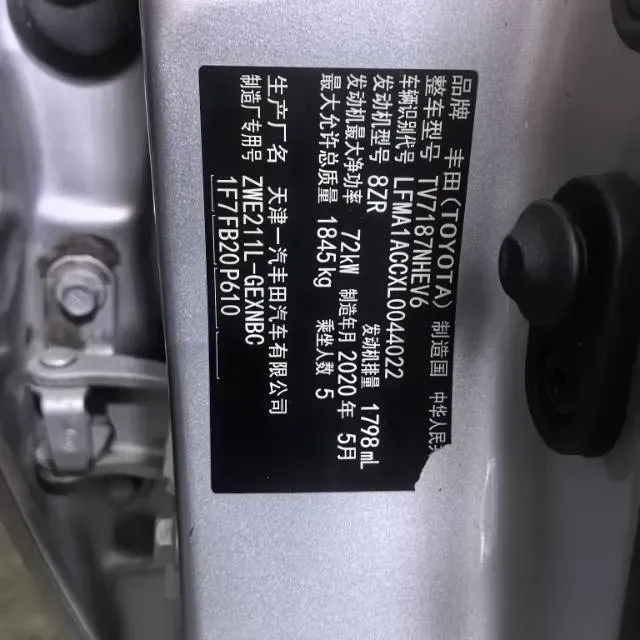 品牌 丰田(TOYOTA) 制造国 中华人民
整车型号 TV7187NHEV6
车辆识别代号 LFMA1ACCXL0044022
发动机型号 8ZR 发动机排量 1798mL
发动机最大净功率 72kW 制造年月 2020年 5月
最大允许总质量 1845kg 乘坐人数 5
生产厂名 天津一汽丰田汽车有限公司
制造厂专用号 ZWE211L-GEXNBC
1F7FB20P610